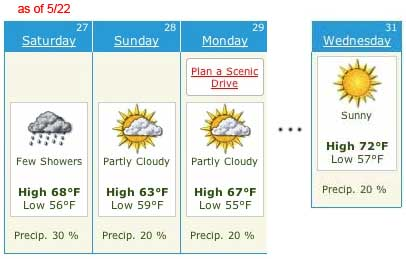 as of 5/22
27
Saturday
Few Showers
High 68°F
Low 56°F
Precip. 30 %
28
Sunday
Partly Cloudy
High 63°F
Low 59°F
Precip. 20 %
29
Monday
Plan a Scenic
Drive
Partly Cloudy
High 67°F
Low 55°F
Precip. 20 %
...
31
Wednesday
Sunny
High 72°F
Low 57°F
Precip. 20 %